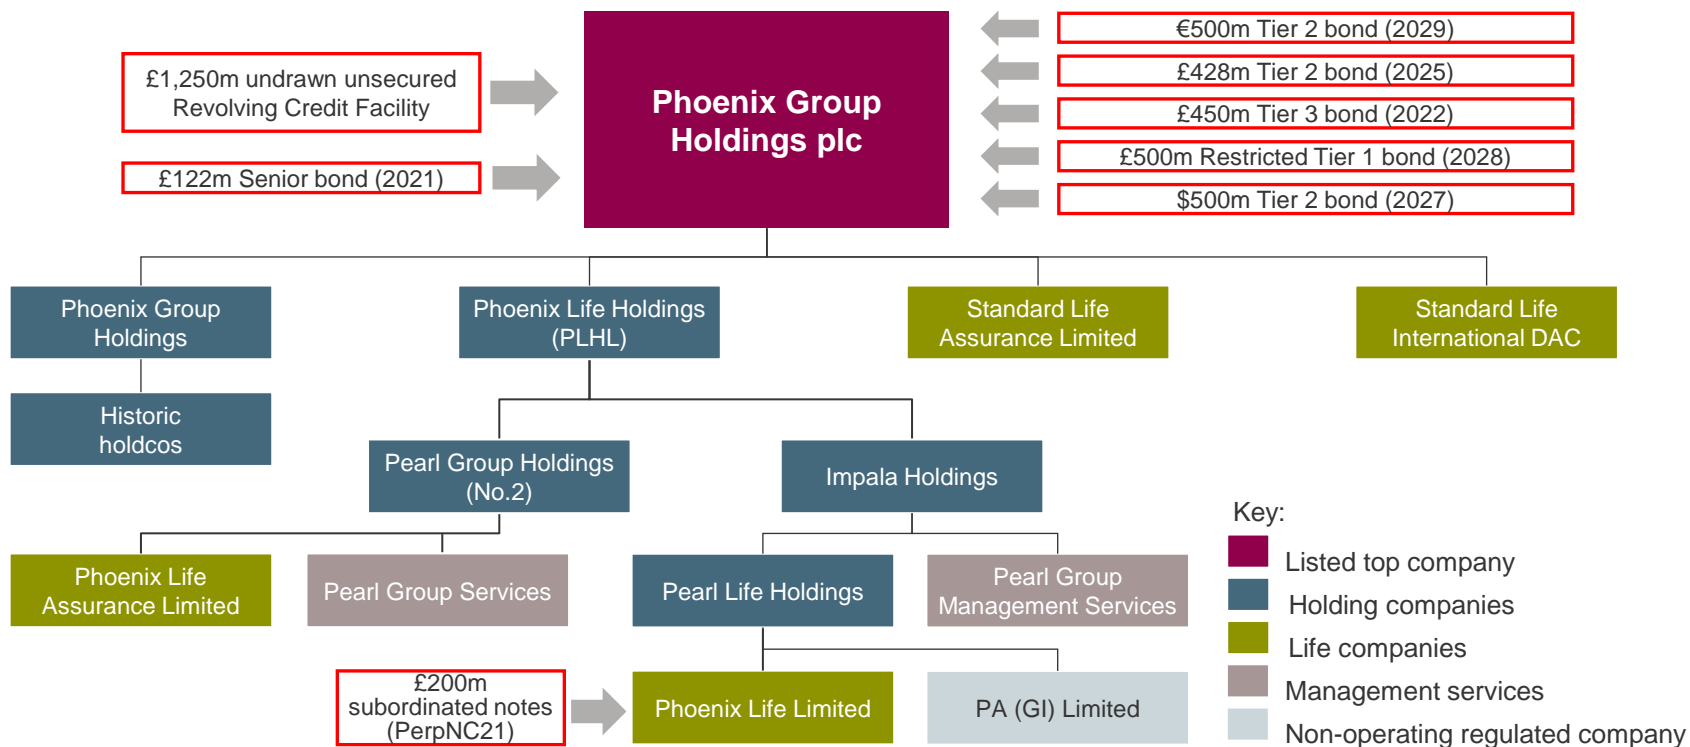 £1,250m undrawn unsecured
Revolving Credit Facility
£122m Senior bond (2021)
Phoenix Group
Holdings plc
€500m Tier 2 bond (2029)
£428m Tier 2 bond (2025)
£450m Tier 3 bond (2022)
£500m Restricted Tier 1 bond (2028)
$500m Tier 2 bond (2027)
Phoenix Group
Holdings
Phoenix Life Holdings
(PLHL)
Standard Life
Assurance Limited
Standard Life
International DAC
Historic
holdcos
Pearl Group Holdings
(No.2)
Impala Holdings
Phoenix Life
Assurance Limited
Pearl Group Services
Pearl Life Holdings
Pearl Group
Management Services
£200m
subordinated notes
(PerpNC21)
Phoenix Life Limited
PA (GI) Limited
Key:
Listed top company
Holding companies
Life companies
Management services
Non-operating regulated company